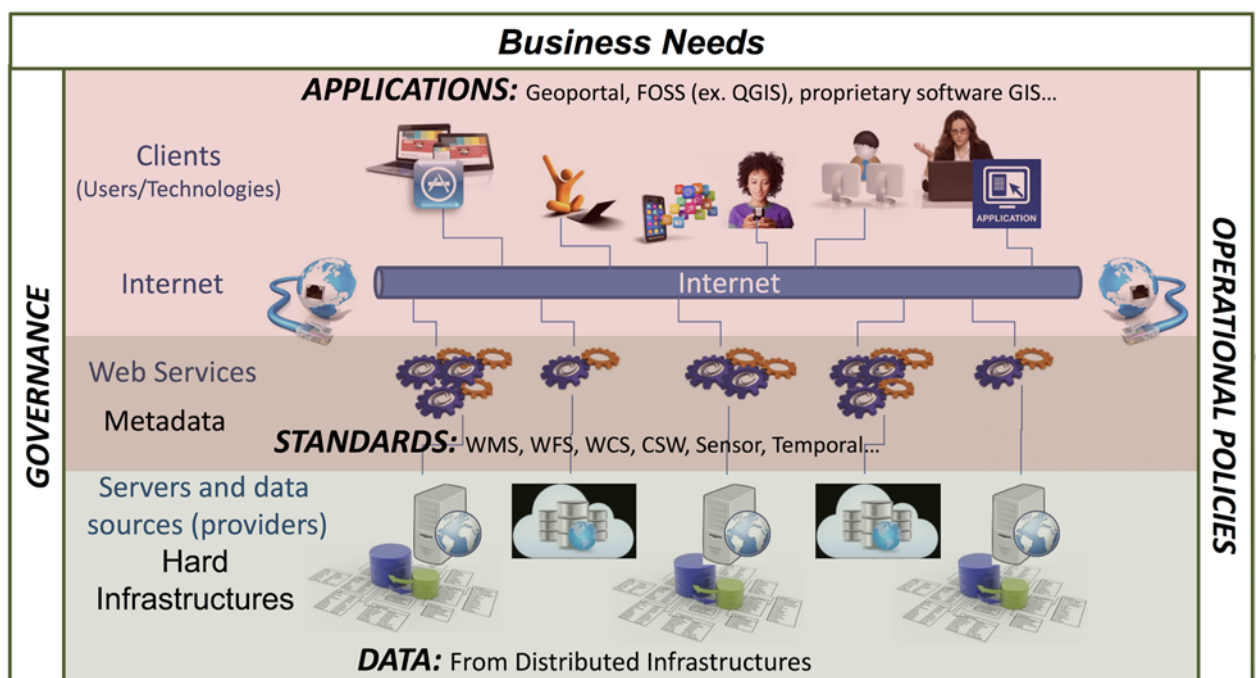 Business Needs
GOVERNANCE
OPERATIONAL POLICIES
APPLICATIONS: Geoportal, FOSS (ex. QGIS), proprietary software GIS...
Clients
(Users/Technologies)
APPLICATION
Internet
Internet
Web Services
Metadata
STANDARDS: WMS, WFS, WCS, CSW, Sensor, Temporal...
Servers and data
sources (providers)
Hard
Infrastructures
DATA: From Distributed Infrastructures